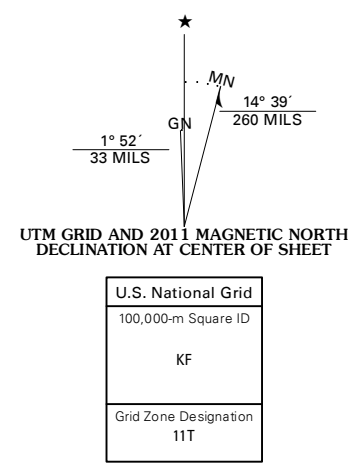 ★
MN
GN
14° 39´
260 MILS
1° 52´
33 MILS
UTM GRID AND 2011 MAGNETIC NORTH
DECLINATION AT CENTER OF SHEET
U.S. National Grid
100,000-m Square ID
KF
Grid Zone Designation
11T